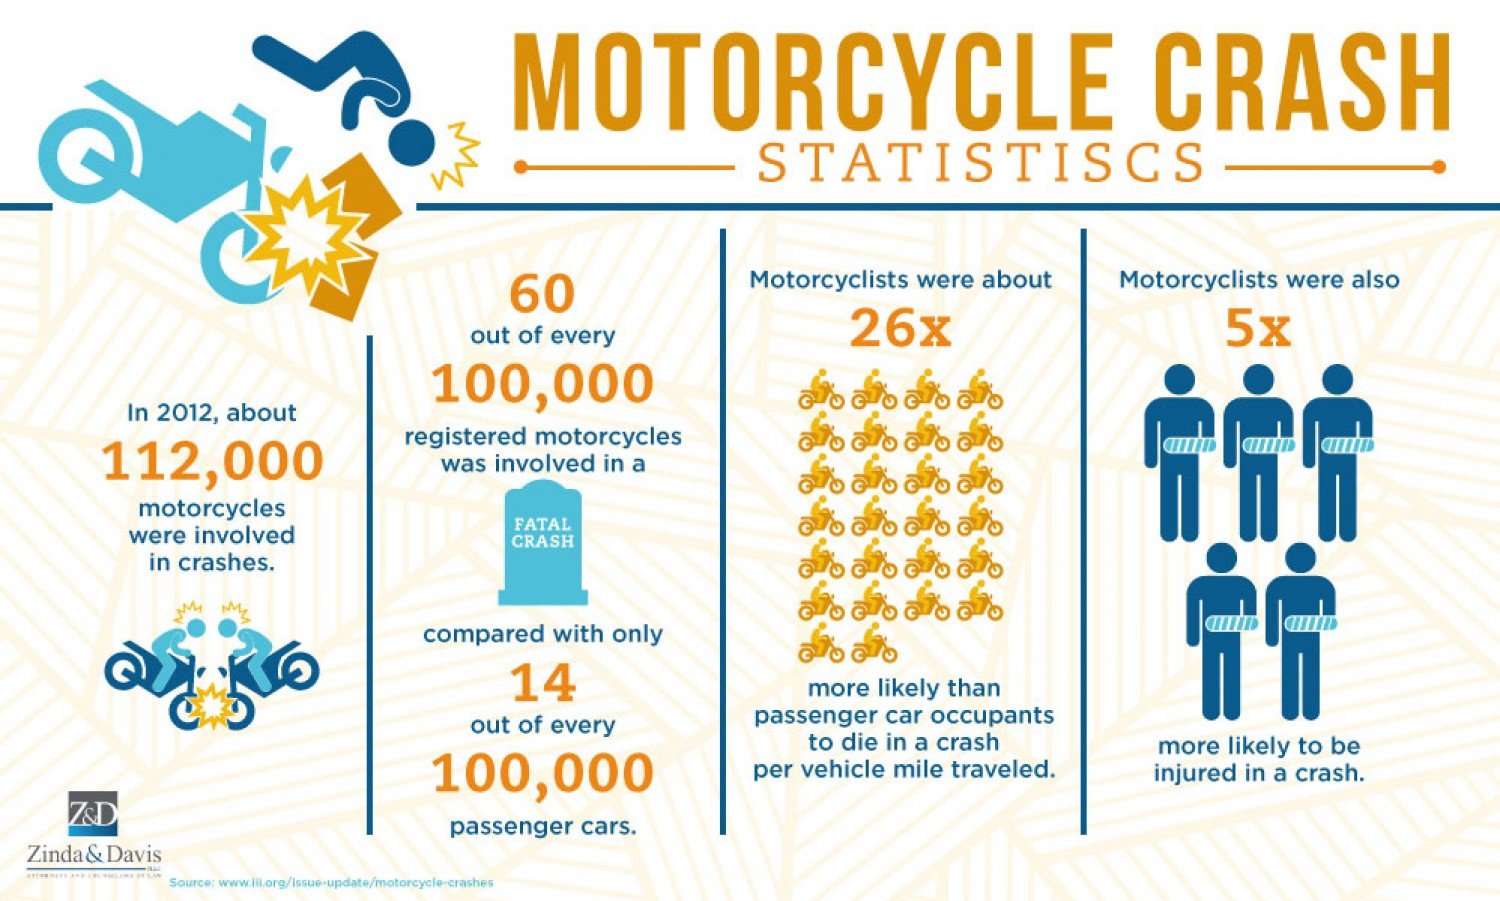 MOTORCYCLE CRASH
STATISTISCS
In 2012, about
112,000
motorcycles
were involved
in crashes.
60
out of every
100,000
registered motorcycles
was involved in a
FATAL
CRASH
compared with only
14
out of every
100,000
passenger cars.
Motorcyclists were about
26x
more likely than
passenger car occupants
to die in a crash
per vehicle mile traveled.
Motorcyclists were also
5x
more likely to be
injured in a crash.
Z&D
Zinda & Davis
PLLC
ATTORNEYS AND COUNSELORS AT LAW
Source: www.iii.org/issue-update/motorcycle-crashes